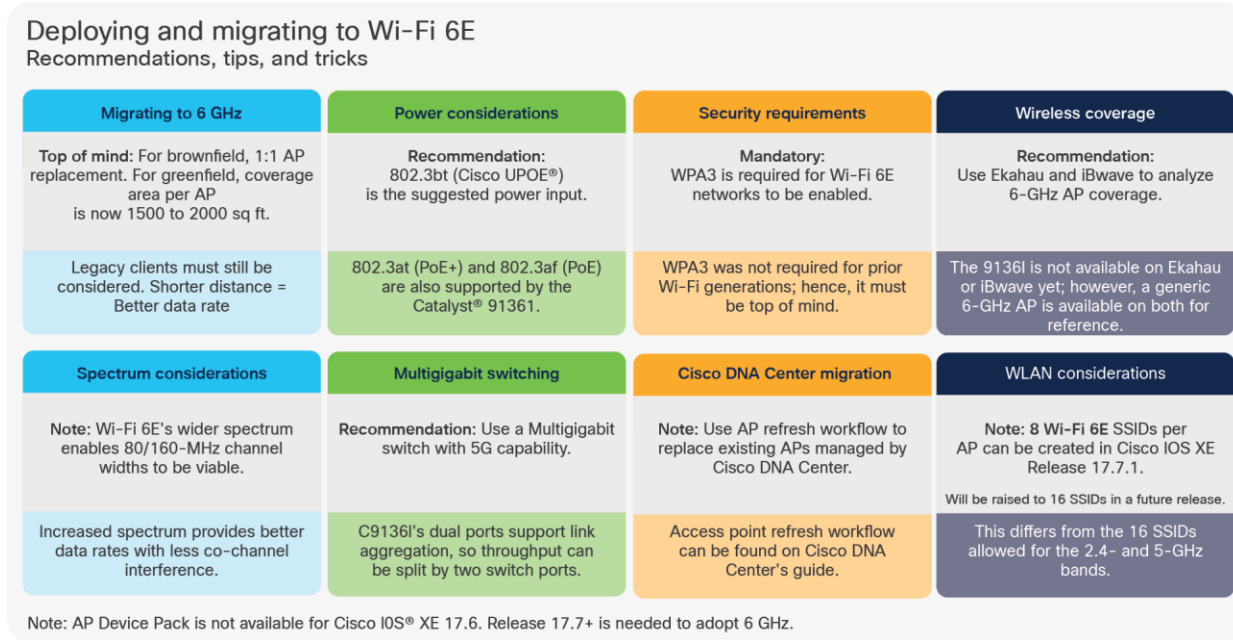 Deploying and migrating to Wi-Fi 6E
Recommendations, tips, and tricks
Migrating to 6 GHz
Top of mind: For brownfield, 1:1 AP
replacement. For greenfield, coverage
area per AP
is now 1500 to 2000 sq ft.
Legacy clients must still be
considered. Shorter distance =
Better data rate
Power considerations
Recommendation:
802.3bt (Cisco UPOE®)
is the suggested power input.
802.3at (PoE+) and 802.3af (PoE)
are also supported by the
Catalyst® 91361.
Security requirements
Mandatory:
WPA3 is required for Wi-Fi 6E
networks to be enabled.
WPA3 was not required for prior
Wi-Fi generations; hence, it must
be top of mind.
Wireless coverage
Recommendation:
Use Ekahau and iBwave to analyze
6-GHz AP coverage.
The 9136I is not available on Ekahau
or iBwave yet; however, a generic
6-GHz AP is available on both for
reference.
Spectrum considerations
Note: Wi-Fi 6E's wider spectrum
enables 80/160-MHz channel
widths to be viable.
Increased spectrum provides better
data rates with less co-channel
interference.
Multigigabit switching
Recommendation: Use a Multigigabit
switch with 5G capability.
C9136I's dual ports support link
aggregation, so throughput can
be split by two switch ports.
Cisco DNA Center migration
Note: Use AP refresh workflow to
replace existing APs managed by
Cisco DNA Center.
Access point refresh workflow
can be found on Cisco DNA
Center's guide.
WLAN considerations
Note: 8 Wi-Fi 6E SSIDs per
AP can be created in Cisco IOS XE
Release 17.7.1.
Will be raised to 16 SSIDs in a future release.
This differs from the 16 SSIDs
allowed for the 2.4- and 5-GHz
bands.
Note: AP Device Pack is not available for Cisco I0S® XE 17.6. Release 17.7+ is needed to adopt 6 GHz.